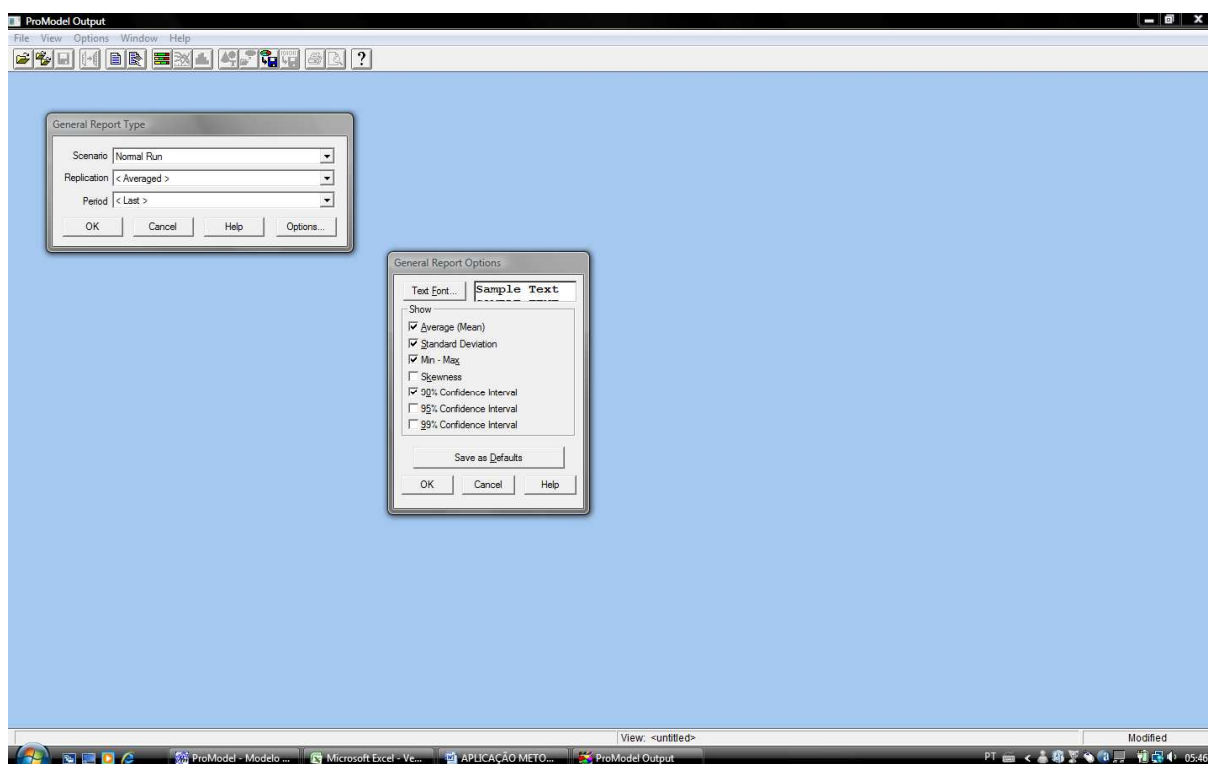 ProModel Output
File View Options Window Help
General Report Type
Scenario Normal Run
Replication < Averaged >
Period < Last >
OK Cancel Help Options...
General Report Options
Text Font... Sample Text
Show
Average (Mean)
Standard Deviation
Min - Max
Skewness
90% Confidence Interval
95% Confidence Interval
99% Confidence Interval
Save as Defaults
OK Cancel Help
View: <untitled> Modified
ProModel - Modelo ... Microsoft Excel - Ve... APLICAÇÃO METO... ProModel Output PT 05:46